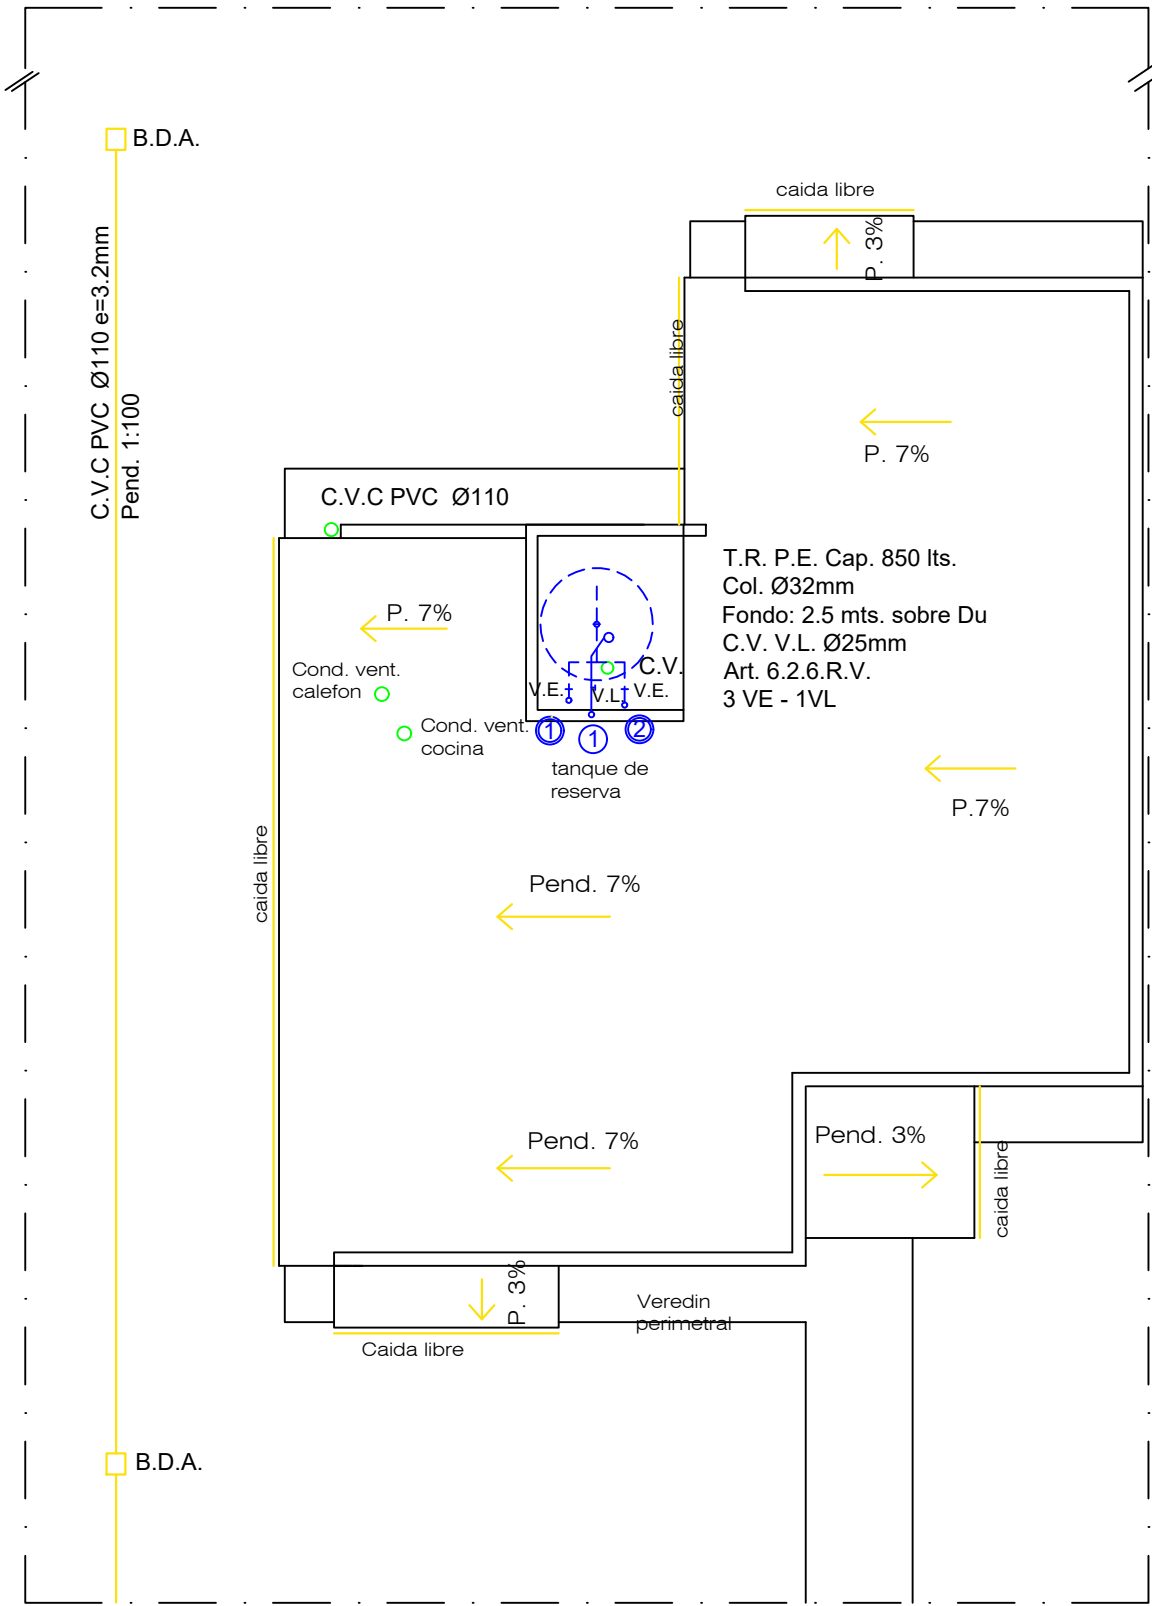 B.D.A.
caida libre
P. 3%
C.V.C PVC  Ø110 e=3.2mm
Pend. 1:100
caida libre
P. 7%
C.V.C PVC  Ø110
T.R. P.E. Cap. 850 lts.
Col. Ø32mm
Fondo: 2.5 mts. sobre Du
C.V. V.L. Ø25mm
Art. 6.2.6.R.V.
3 VE - 1VL
P. 7%
Cond. vent.
calefon
C.V.
V.E.
V.L.
V.E.
Cond. vent.
cocina
1
1
2
tanque de
reserva
P.7%
caida libre
Pend. 7%
Pend. 7%
Pend. 3%
caida libre
P. 3%
Veredin
perimetral
Caida libre
B.D.A.